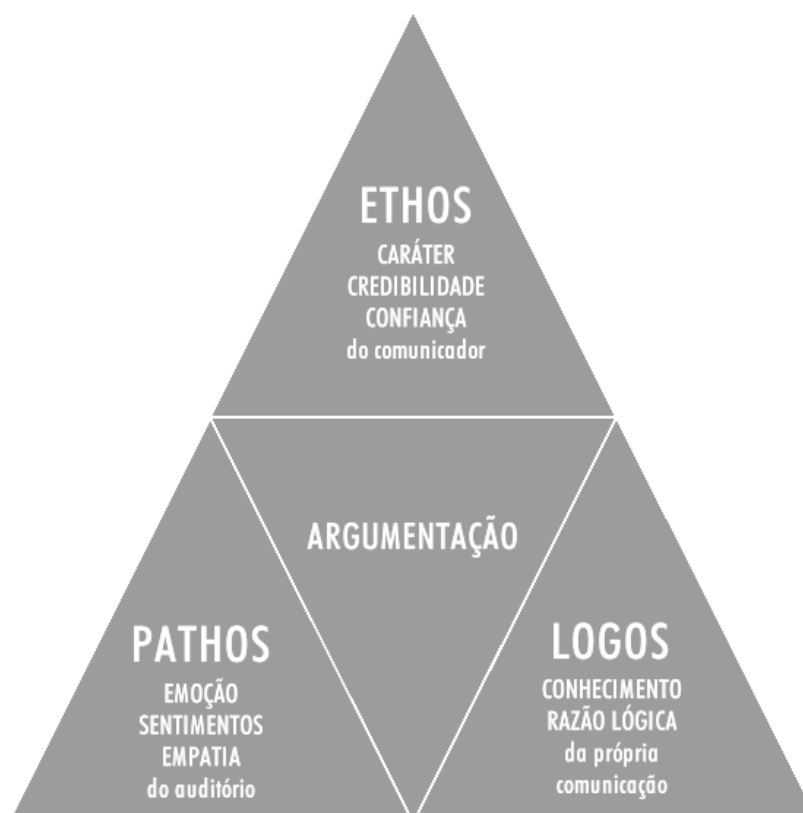 ETHOS
CARÁTER
CREDIBILIDADE
CONFIANÇA
do comunicador
ARGUMENTAÇÃO
PATHOS
EMOÇÃO
SENTIMENTOS
EMPATIA
do auditório
LOGOS
CONHECIMENTO
RAZÃO LÓGICA
da própria
comunicação